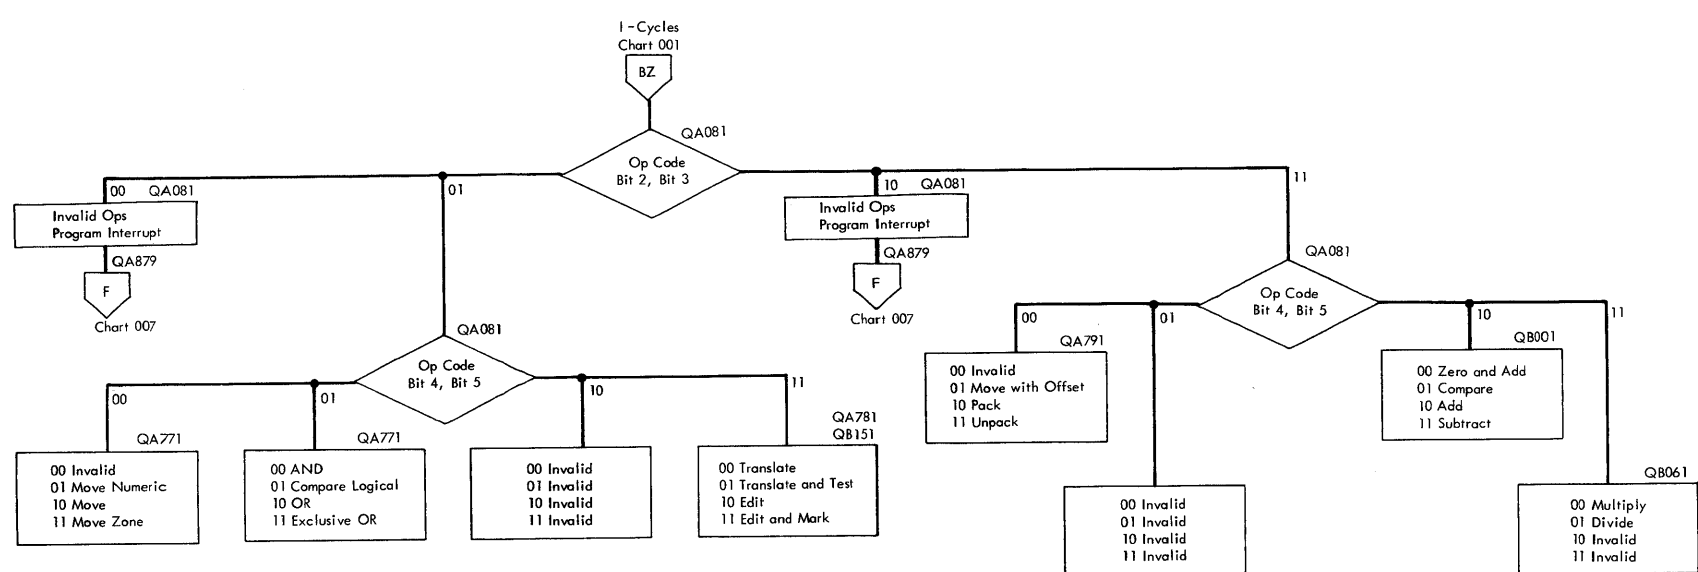 I-Cycles
Chart 001
BZ
QA081
Op Code
Bit 2, Bit 3
00 QA081
Invalid Ops
Program Interrupt
QA879
F
Chart 007
01
10 QA081
Invalid Ops
Program Interrupt
QA879
F
Chart 007
11
QA081
Op Code
Bit 4, Bit 5
00
QA771
00 Invalid
01 Move Numeric
10 Move
11 Move Zone
01
QA771
00 AND
01 Compare Logical
10 OR
11 Exclusive OR
10
00 Invalid
01 Invalid
10 Invalid
11 Invalid
11
QA781
QB151
00 Translate
01 Translate and Test
10 Edit
11 Edit and Mark
QA081
Op Code
Bit 4, Bit 5
00
QA791
00 Invalid
01 Move with Offset
10 Pack
11 Unpack
01
00 Invalid
01 Invalid
10 Invalid
11 Invalid
10
QB001
00 Zero and Add
01 Compare
10 Add
11 Subtract
11
QB061
00 Multiply
01 Divide
10 Invalid
11 Invalid